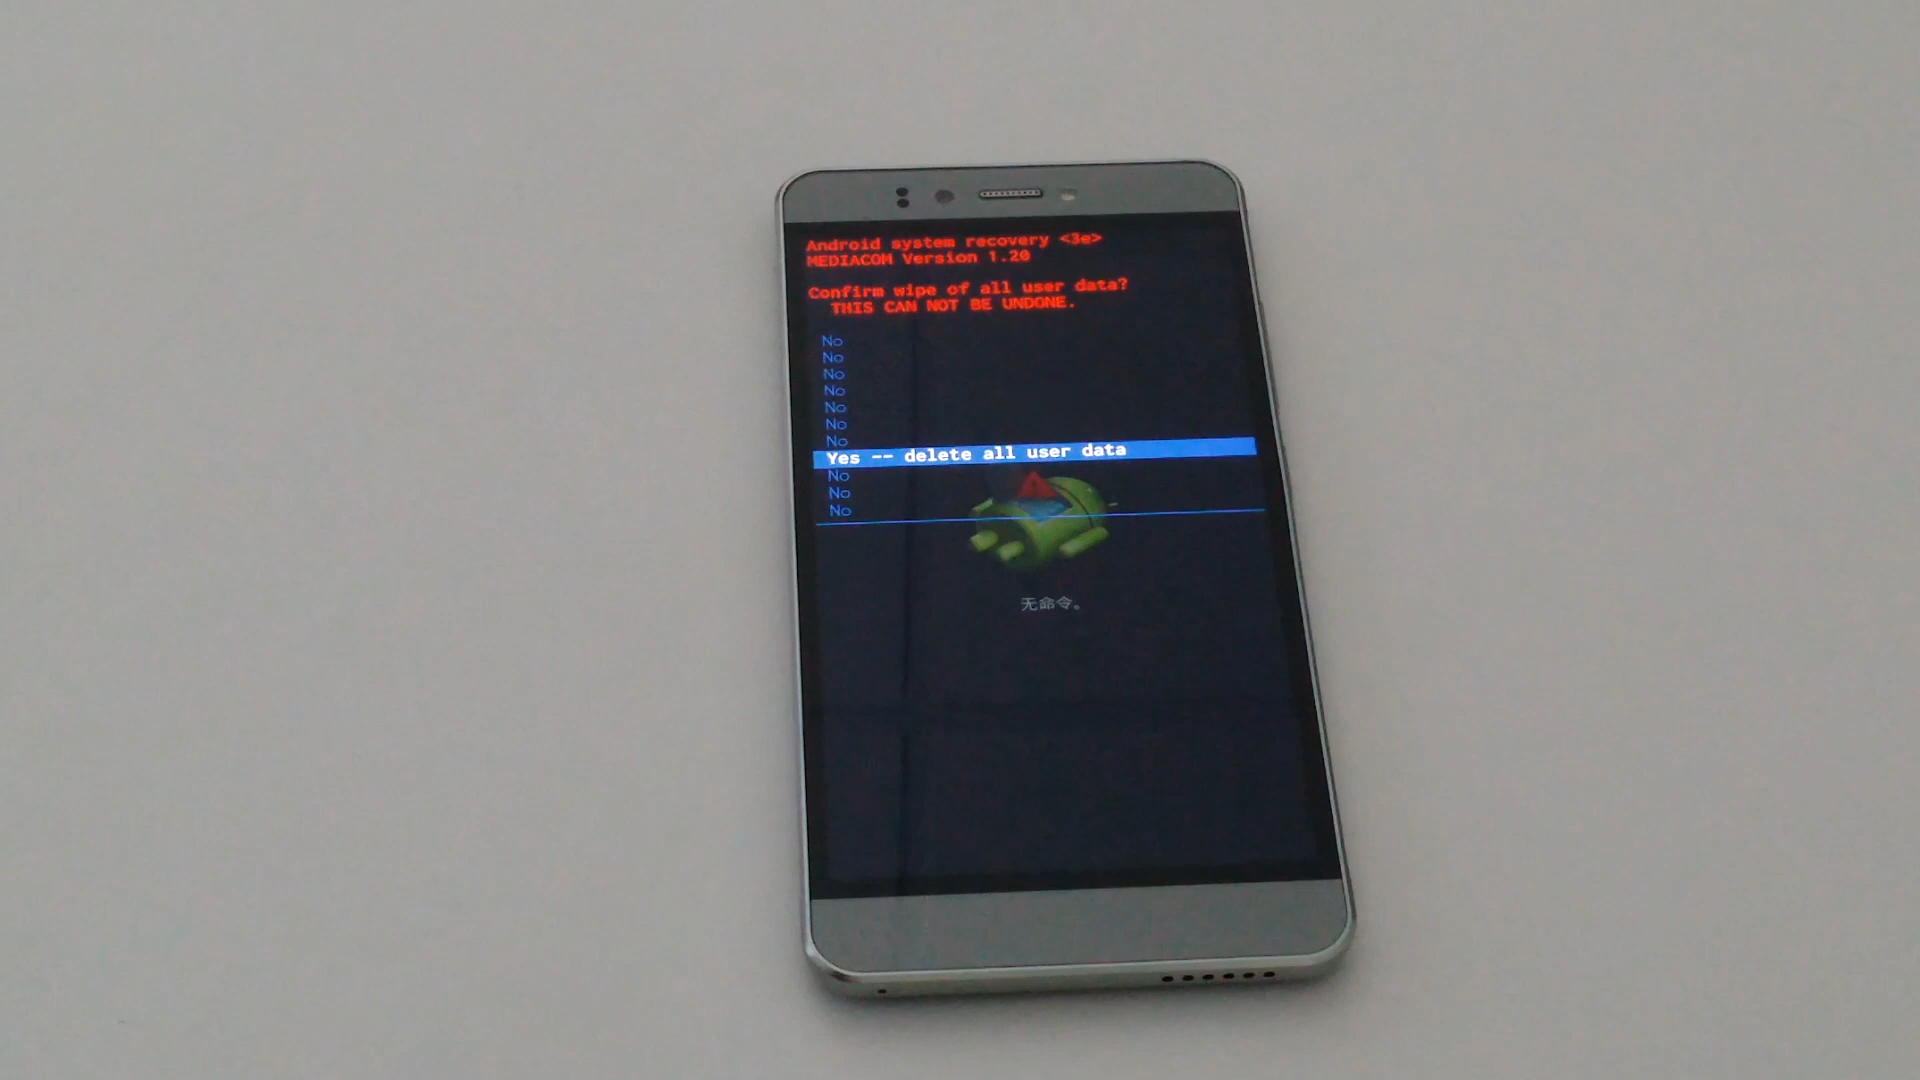 Android system recovery <3e>
MEDIACOM Version 1.20
Confirm wipe of all user data?
THIS CAN NOT BE UNDONE.
No
No
No
No
No
No
No
Yes -- delete all user data
No
No
No
无命令。